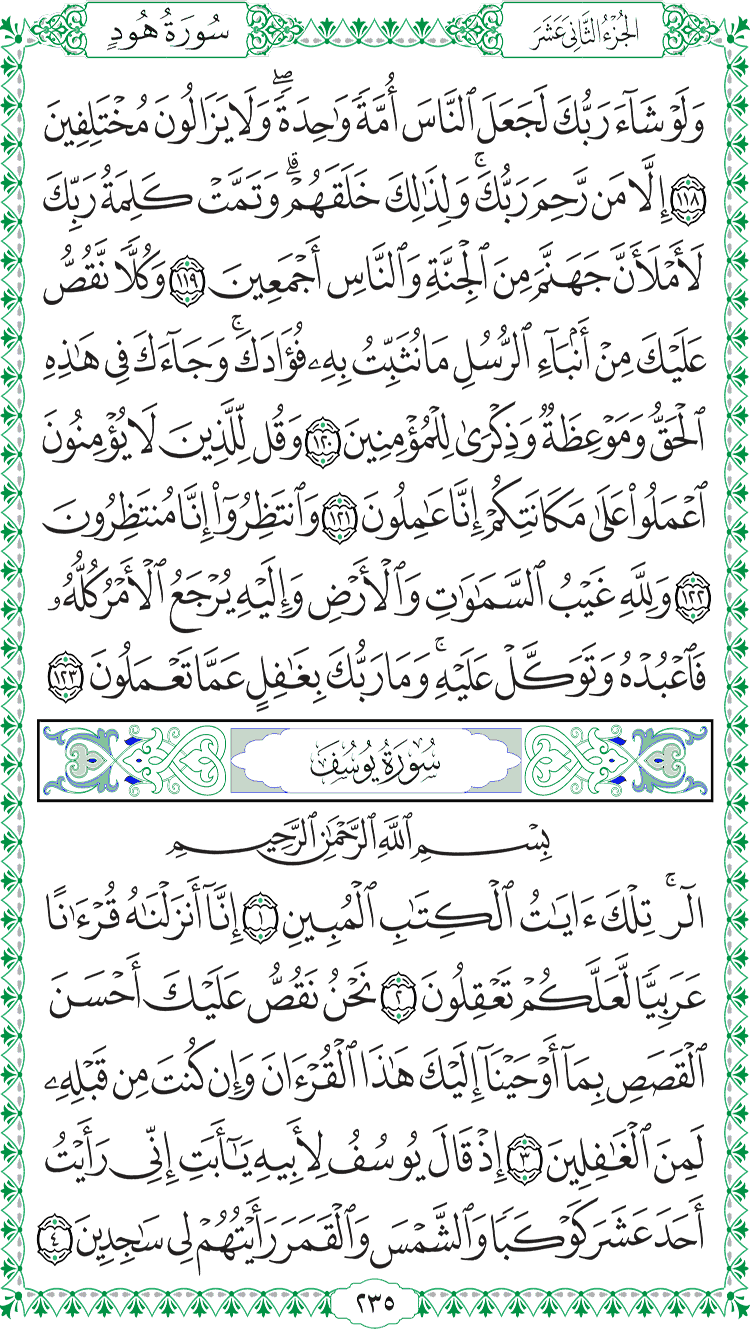 الجُزْءُ الثَّانِي عَشَرَ
سُورَةُ هُودٍ
وَلَوْ شَآءَ رَبُّكَ لَجَعَلَ ٱلنَّاسَ أُمَّةً وَٰحِدَةًۖ وَلَا يَزَالُونَ مُخْتَلِفِينَ
١١٨ إِلَّا مَن رَّحِمَ رَبُّكَۚ وَلِذَٰلِكَ خَلَقَهُمْۗ وَتَمَّتْ كَلِمَةُ رَبِّكَ
لَأَمْلَأَنَّ جَهَنَّمَ مِنَ ٱلْجِنَّةِ وَٱلنَّاسِ أَجْمَعِينَ ١١٩ وَكُلًّا نَّقُصُّ
عَلَيْكَ مِنْ أَنۢبَآءِ ٱلرُّسُلِ مَا نُثَبِّتُ بِهِۦ فُؤَادَكَۚ وَجَآءَكَ فِى هَٰذِهِ
ٱلْحَقُّ وَمَوْعِظَةٌ وَذِكْرَىٰ لِلْمُؤْمِنِينَ ١٢٠ وَقُل لِّلَّذِينَ لَا يُؤْمِنُونَ
ٱعْمَلُوا۟ عَلَىٰ مَكَانَتِكُمْ إِنَّا عَٰمِلُونَ ١٢١ وَٱنتَظِرُوٓا۟ إِنَّا مُنتَظِرُونَ
١٢٢ وَلِلَّهِ غَيْبُ ٱلسَّمَٰوَٰتِ وَٱلْأَرْضِ وَإِلَيْهِ يُرْجَعُ ٱلْأَمْرُ كُلُّهُۥ
فَٱعْبُدْهُ وَتَوَكَّلْ عَلَيْهِۚ وَمَا رَبُّكَ بِغَٰفِلٍ عَمَّا تَعْمَلُونَ ١٢٣
سُورَةُ يُوسُفَ
بِسْمِ ٱللَّهِ ٱلرَّحْمَٰنِ ٱلرَّحِيمِ
الٓرۚ تِلْكَ ءَايَٰتُ ٱلْكِتَٰبِ ٱلْمُبِينِ ١ إِنَّآ أَنزَلْنَٰهُ قُرْءَٰنًا
عَرَبِيًّا لَّعَلَّكُمْ تَعْقِلُونَ ٢ نَحْنُ نَقُصُّ عَلَيْكَ أَحْسَنَ
ٱلْقَصَصِ بِمَآ أَوْحَيْنَآ إِلَيْكَ هَٰذَا ٱلْقُرْءَانَ وَإِن كُنتَ مِن قَبْلِهِۦ
لَمِنَ ٱلْغَٰفِلِينَ ٣ إِذْ قَالَ يُوسُفُ لِأَبِيهِ يَٰٓأَبَتِ إِنِّى رَأَيْتُ
أَحَدَ عَشَرَ كَوْكَبًا وَٱلشَّمْسَ وَٱلْقَمَرَ رَأَيْتُهُمْ لِى سَٰجِدِينَ ٤
٢٣٥